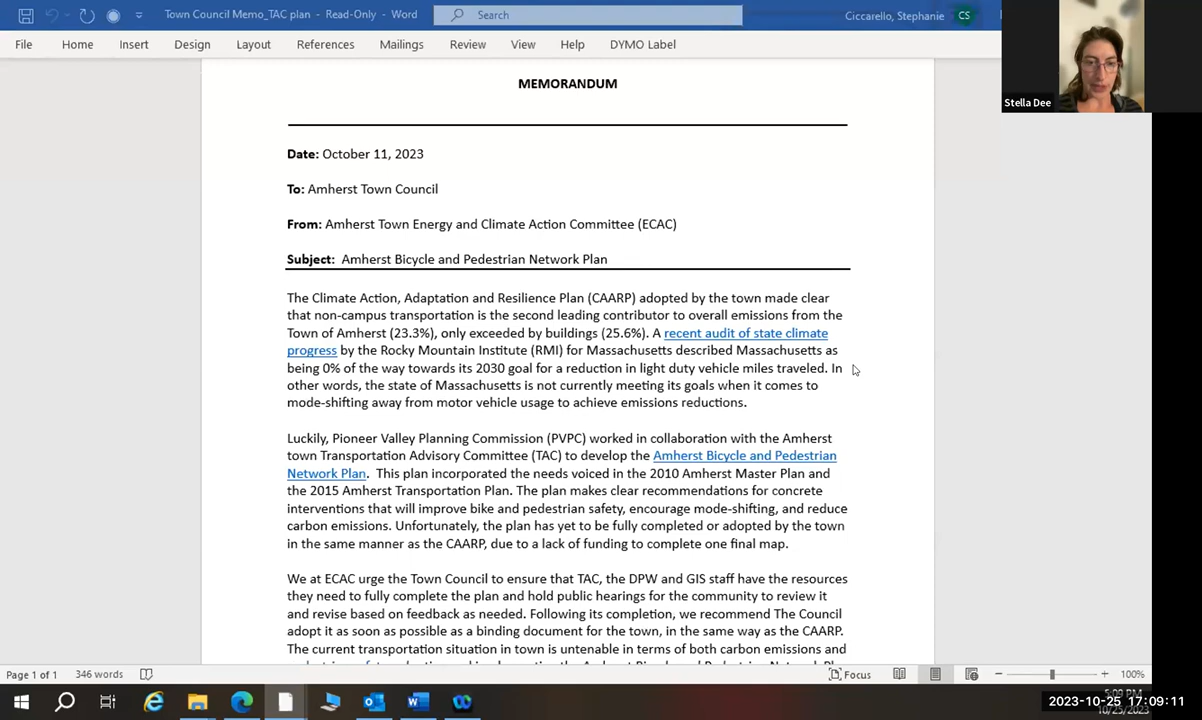 Town Council Memo_TAC plan - Read-Only - Word
Search
Ciccarello, Stephanie
CS
File
Home
Insert
Design
Layout
References
Mailings
Review
View
Help
DYMO Label
Stella Dee
MEMORANDUM
Date: October 11, 2023
To: Amherst Town Council
From: Amherst Town Energy and Climate Action Committee (ECAC)
Subject: Amherst Bicycle and Pedestrian Network Plan
The Climate Action, Adaptation and Resilience Plan (CAARP) adopted by the town made clear
that non-campus transportation is the second leading contributor to overall emissions from the
Town of Amherst (23.3%), only exceeded by buildings (25.6%). A recent audit of state climate
progress by the Rocky Mountain Institute (RMI) for Massachusetts described Massachusetts as
being 0% of the way towards its 2030 goal for a reduction in light duty vehicle miles traveled. In
other words, the state of Massachusetts is not currently meeting its goals when it comes to
mode-shifting away from motor vehicle usage to achieve emissions reductions.
Luckily, Pioneer Valley Planning Commission (PVPC) worked in collaboration with the Amherst
town Transportation Advisory Committee (TAC) to develop the Amherst Bicycle and Pedestrian
Network Plan. This plan incorporated the needs voiced in the 2010 Amherst Master Plan and
the 2015 Amherst Transportation Plan. The plan makes clear recommendations for concrete
interventions that will improve bike and pedestrian safety, encourage mode-shifting, and reduce
carbon emissions. Unfortunately, the plan has yet to be fully completed or adopted by the town
in the same manner as the CAARP, due to a lack of funding to complete one final map.
We at ECAC urge the Town Council to ensure that TAC, the DPW and GIS staff have the resources
they need to fully complete the plan and hold public hearings for the community to review it
and revise based on feedback as needed. Following its completion, we recommend The Council
adopt it as soon as possible as a binding document for the town, in the same way as the CAARP.
The current transportation situation in town is untenable in terms of both carbon emissions and
Page 1 of 1
346 words
Focus
100%
5:09 PM
2023-10-25 17:09:11
10/25/2023